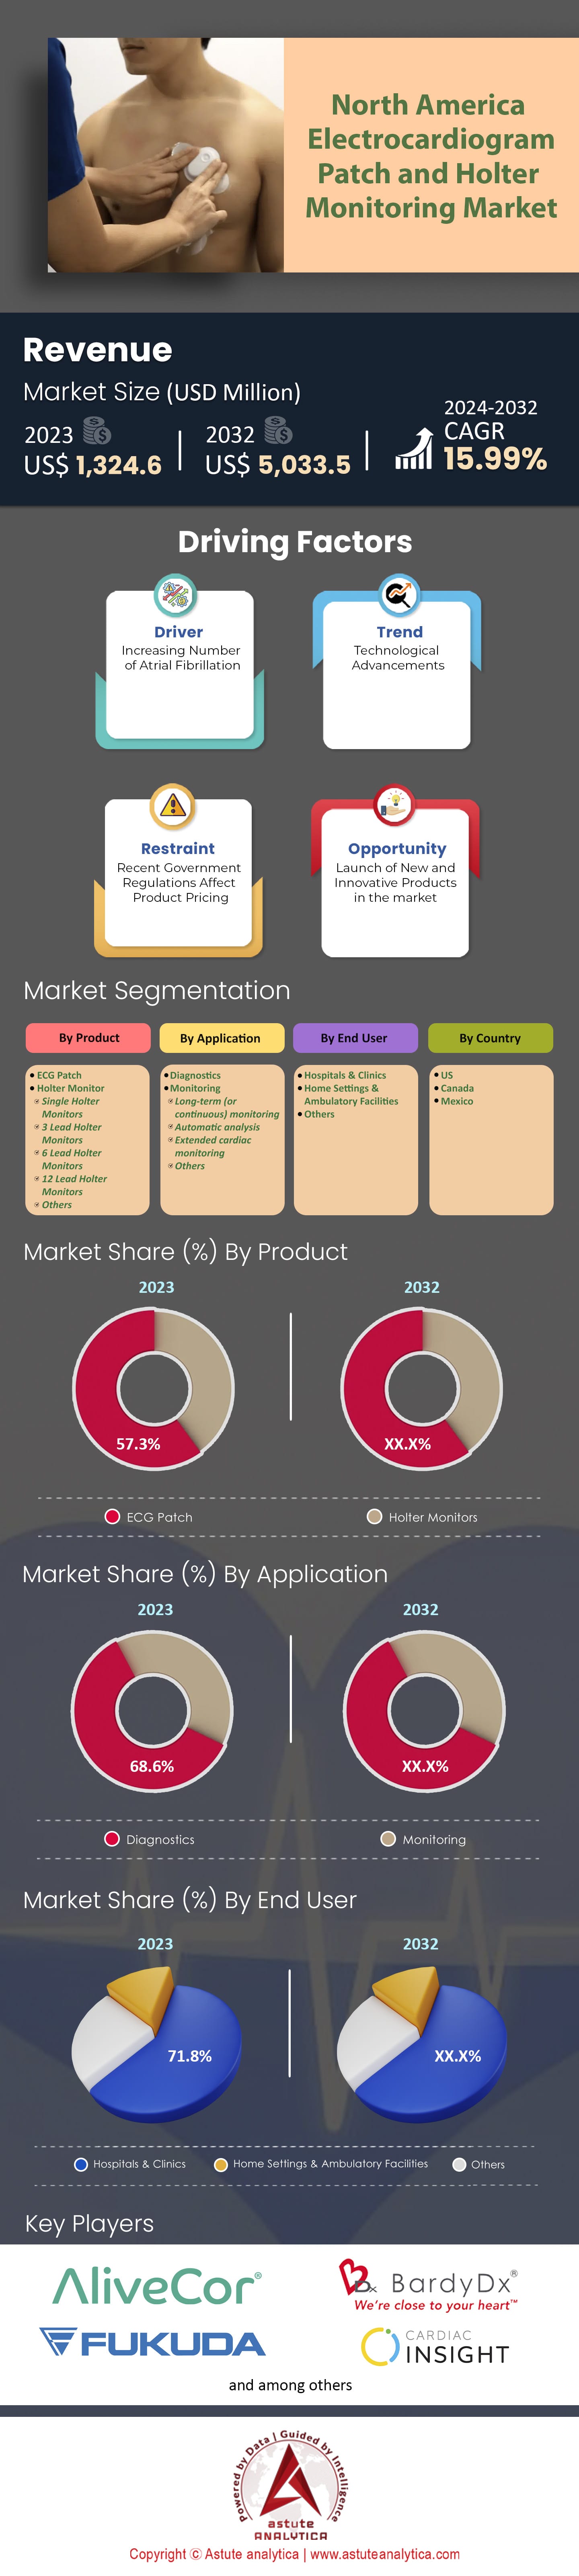 North America
Electrocardiogram
Patch and Holter
Monitoring Market
Revenue
Market Size (USD Million)
2023
US$ 1,324.6
2032
US$ 5,033.5
2024-2032
CAGR
15.99%
Driving Factors
Driver
Increasing Number
of Atrial Fibrillation
Trend
Technological
Advancements
Restraint
Recent Government
Regulations Affect
Product Pricing
Opportunity
Launch of New and
Innovative Products
in the market
Market Segmentation
By Product
ECG Patch
Holter Monitor
Single Holter
Monitors
3 Lead Holter
Monitors
6 Lead Holter
Monitors
12 Lead Holter
Monitors
Others
By Application
Diagnostics
Monitoring
Long-term (or
continuous) monitoring
Automatic analysis
Extended cardiac
monitoring
Others
By End User
Hospitals & Clinics
Home Settings &
Ambulatory Facilities
Others
By Country
US
Canada
Mexico
Market Share (%) By Product
2023
2032
57.3%
XX.X%
ECG Patch
Holter Monitors
Market Share (%) By Application
2023
2032
68.6%
XX.X%
Diagnostics
Monitoring
Market Share (%) By End User
2023
2032
71.8%
XX.X%
Hospitals & Clinics
Home Settings & Ambulatory Facilities
Others
Key Players
AliveCor®
BardyDx®
We're close to your heart™
FUKUDA
CARDIAC
INSIGHT
and among others
Powered by Data | Guided by Intelligence
astute
ANALYTICA
Copyright © Astute analytica | www.astuteanalytica.com